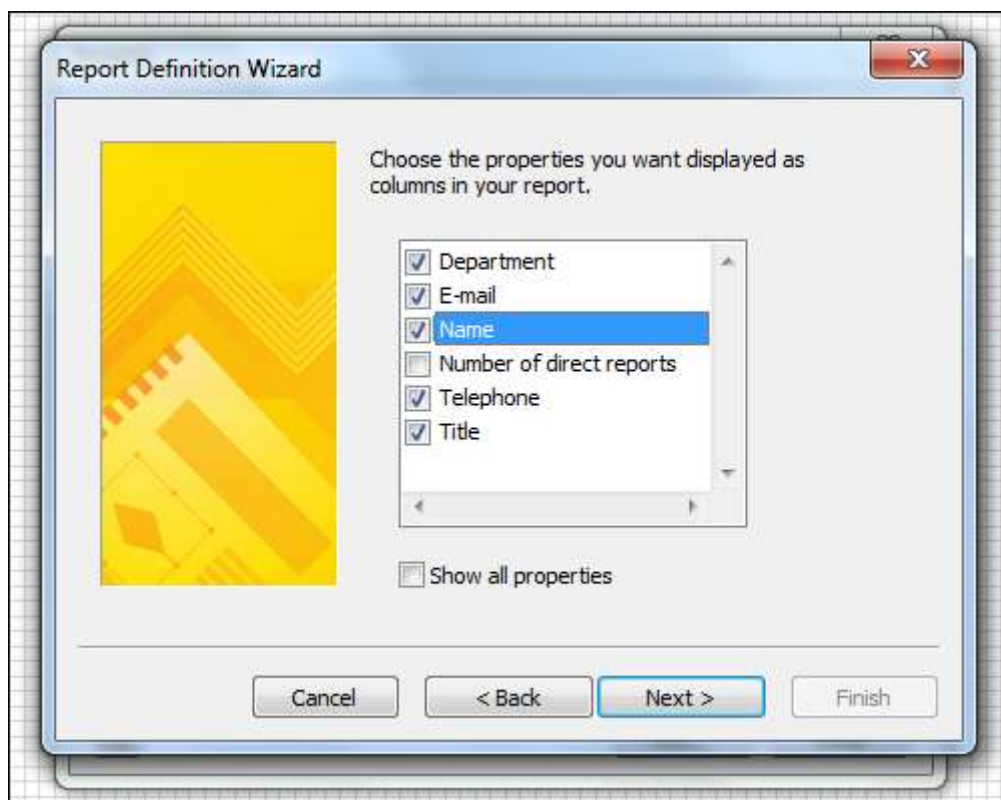 Report Definition Wizard
Choose the properties you want displayed as
columns in your report.
Department
E-mail
Name
Number of direct reports
Telephone
Title
Show all properties
Cancel
< Back
Next >
Finish